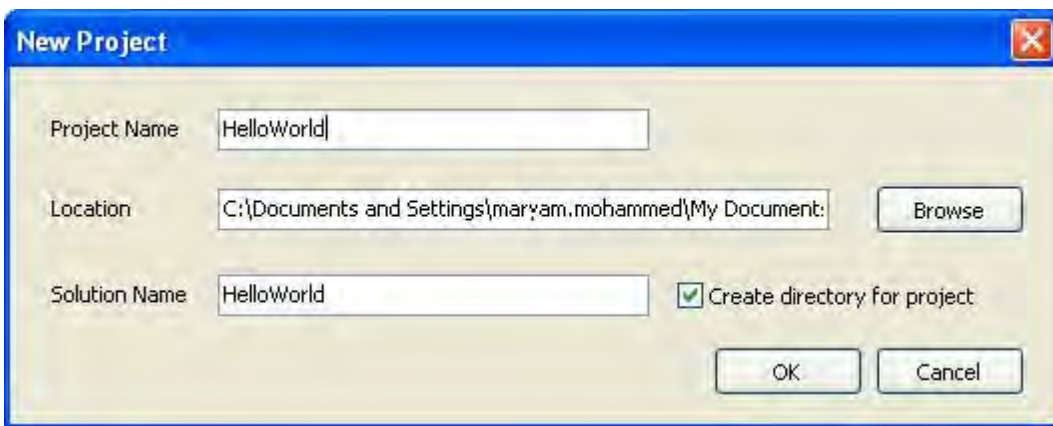 New Project
Project Name HelloWorld
Location C:\Documents and Settings\maryam.mohammed\My Document: Browse
Solution Name HelloWorld Create directory for project
OK Cancel